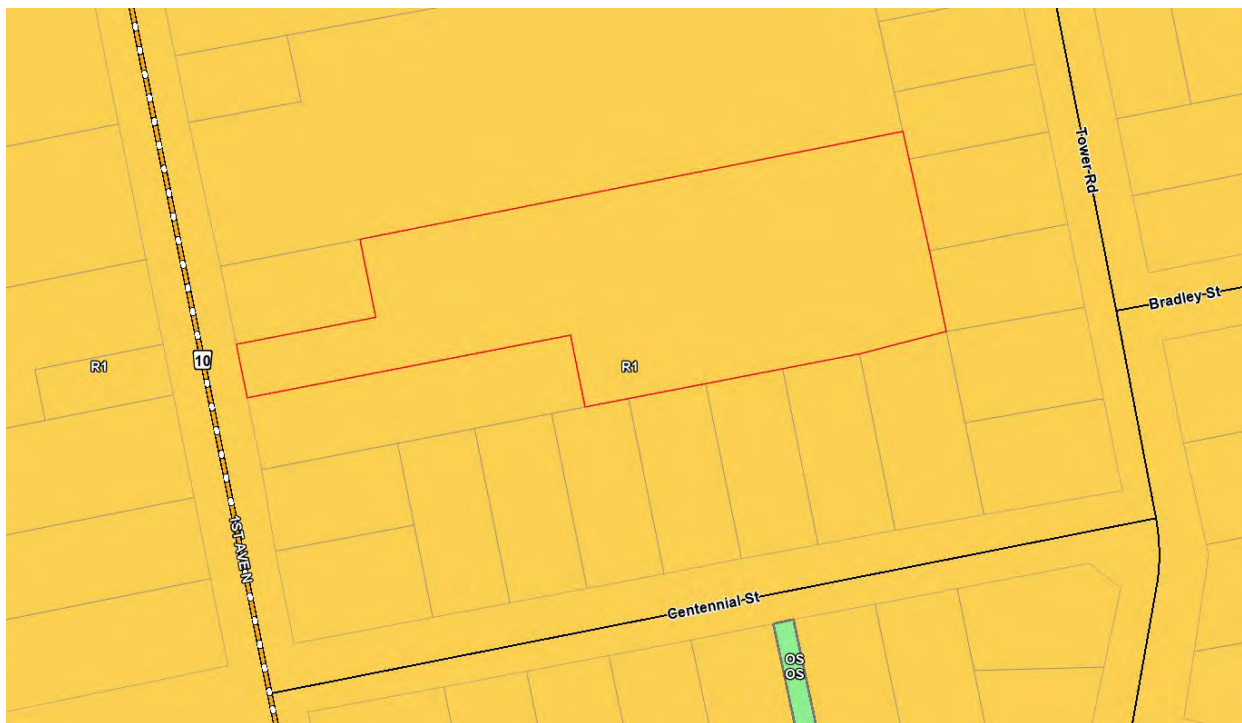 Tower Rd
Bradley St
10
R1
R1
1ST AVE N
Centennial St
OS
OS